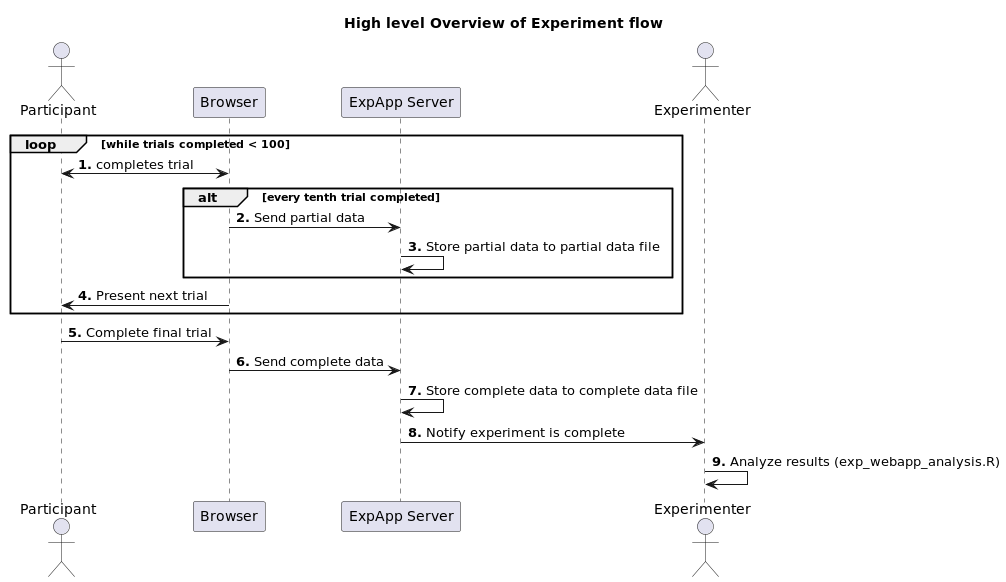 High level Overview of Experiment flow
Participant
Browser
ExpApp Server
Experimenter
loop [while trials completed < 100]
1. completes trial
alt [every tenth trial completed]
2. Send partial data
3. Store partial data to partial data file
4. Present next trial
5. Complete final trial
6. Send complete data
7. Store complete data to complete data file
8. Notify experiment is complete
9. Analyze results (exp_webapp_analysis.R)
Participant
Browser
ExpApp Server
Experimenter